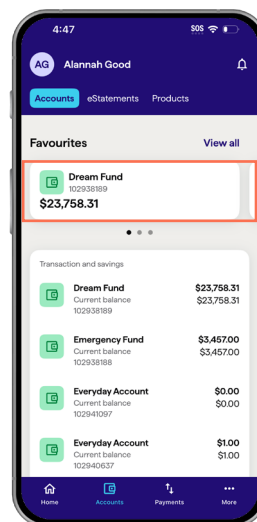 4:47
SOS
AG
Alannah Good
Accounts eStatements Products
Favourites View all
Dream Fund
102938189
$23,758.31
Transaction and savings
Dream Fund $23,758.31
Current balance $23,758.31
102938189
Emergency Fund $3,457.00
Current balance $3,457.00
102938188
Everyday Account $0.00
Current balance $0.00
102941097
Everyday Account $1.00
Current balance $1.00
102940637
Home Accounts Payments More